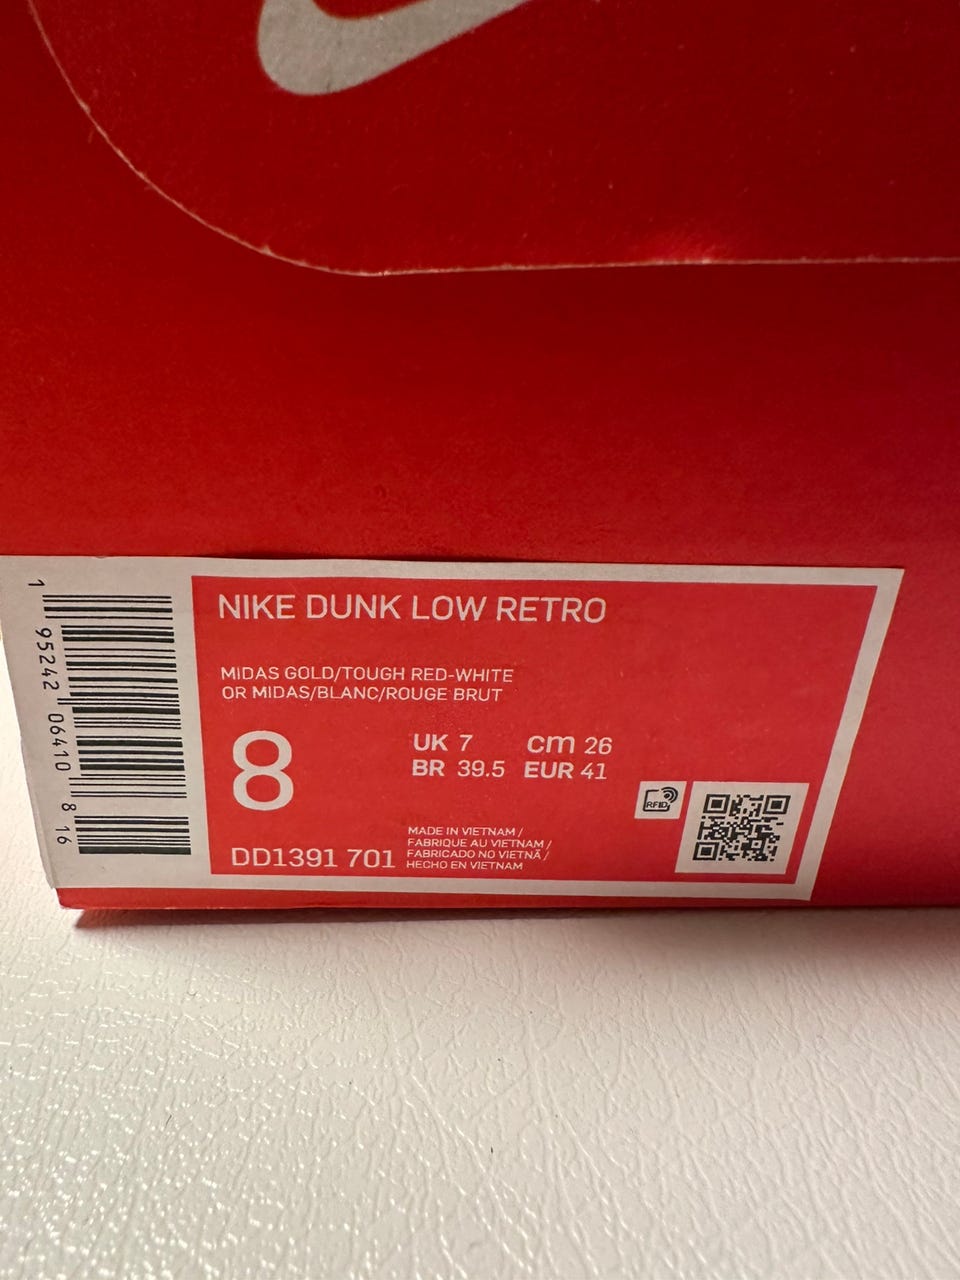 NIKE DUNK LOW RETRO
MIDAS GOLD/TOUGH RED-WHITE
OR MIDAS/BLANC/ROUGE BRUT
8
UK 7 cm 26
BR 39.5 EUR 41
RFID
DD1391 701
MADE IN VIETNAM /
FABRIQUE AU VIETNAM /
FABRICADO NO VIETNÃ /
HECHO EN VIETNAM
1 95242 06410 8 16